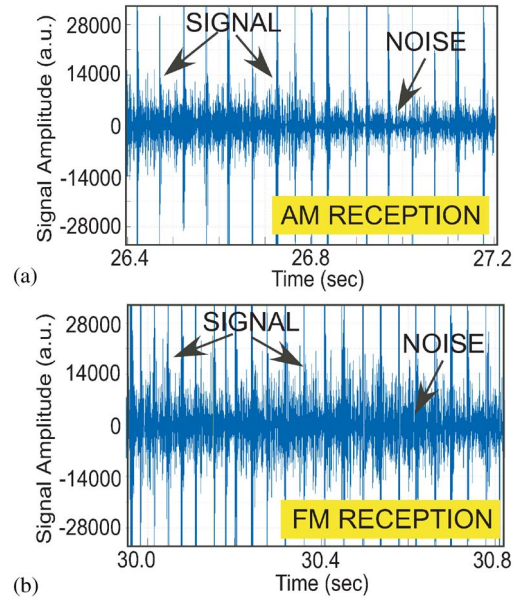 Signal Amplitude (a.u.)
28000
14000
0
-14000
-28000
SIGNAL
NOISE
AM RECEPTION
26.4
26.8
27.2
Time (sec)
(a)
Signal Amplitude (a.u.)
28000
14000
0
-14000
-28000
SIGNAL
NOISE
FM RECEPTION
30.0
30.4
30.8
Time (sec)
(b)